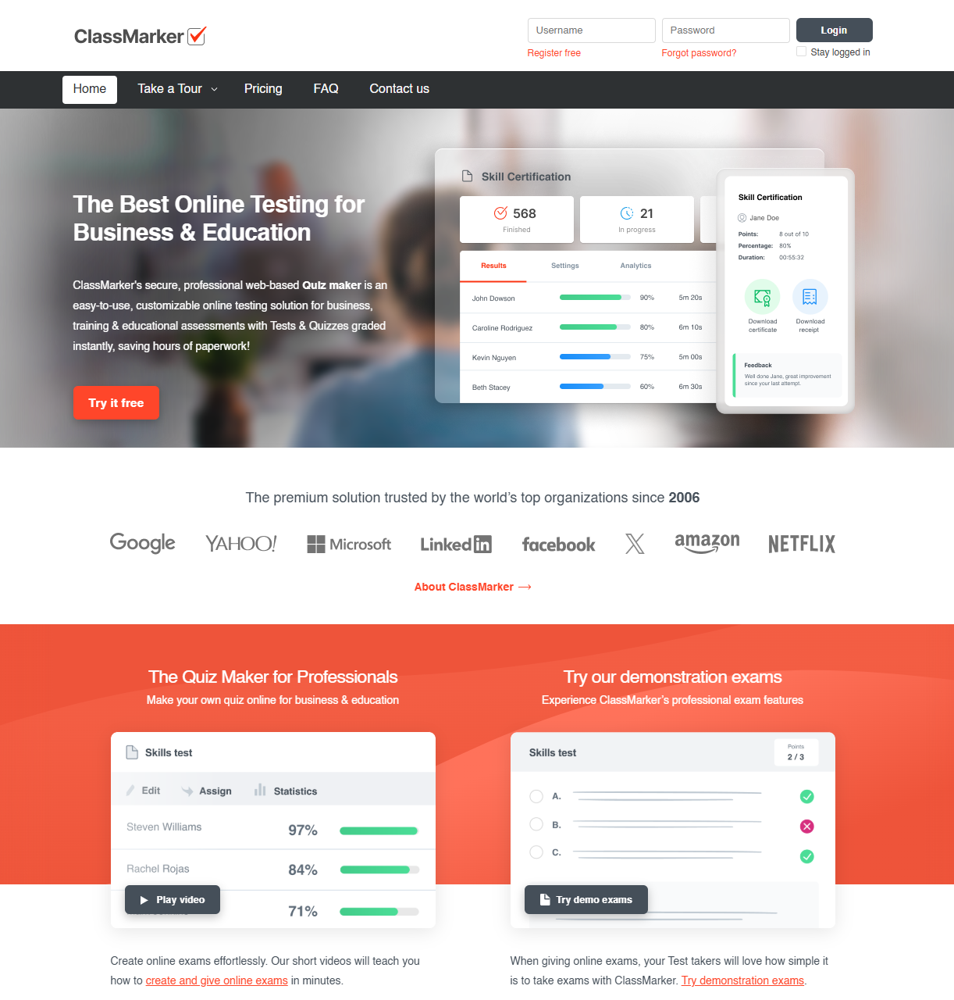 ClassMarker
Username
Password
Login
Register free
Forgot password?
Stay logged in
Home
Take a Tour
Pricing
FAQ
Contact us
The Best Online Testing for
Business & Education
ClassMarker's secure, professional web-based Quiz maker is an
easy-to-use, customizable online testing solution for business,
training & educational assessments with Tests & Quizzes graded
instantly, saving hours of paperwork!
Try it free
Skill Certification
568
Finished
21
In progress
Results
Settings
Analytics
John Dowson 90% 5m 20s
Caroline Rodriguez 80% 6m 10s
Kevin Nguyen 75% 5m 00s
Beth Stacey 60% 6m 30s
Skill Certification
Jane Doe
Points: 8 out of 10
Percentage: 80%
Duration: 00:55:32
Download
certificate
Download
receipt
Feedback
Well done Jane, great improvement
since your last attempt.
The premium solution trusted by the world's top organizations since 2006
Google
YAHOO!
Microsoft
Linked in
facebook
X
amazon
NETFLIX
About ClassMarker →
The Quiz Maker for Professionals
Make your own quiz online for business & education
Skills test
Edit
Assign
Statistics
Steven Williams 97%
Rachel Rojas 84%
71%
Play video
Create online exams effortlessly. Our short videos will teach you
how to create and give online exams in minutes.
Try our demonstration exams
Experience ClassMarker's professional exam features
Skills test
Points
2 / 3
A.
B.
C.
Try demo exams
When giving online exams, your Test takers will love how simple it
is to take exams with ClassMarker. Try demonstration exams.